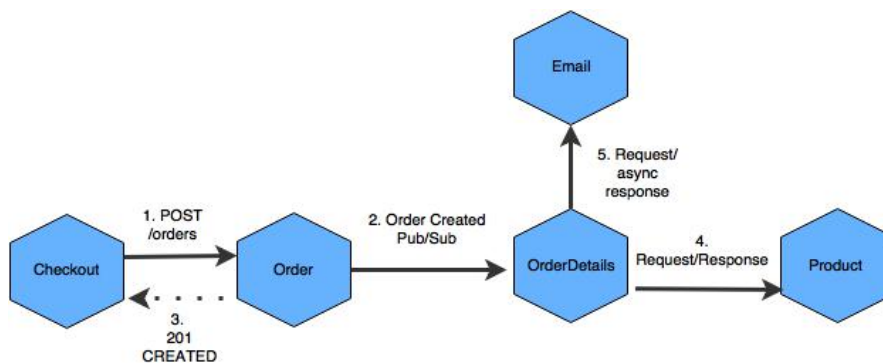 Email
5. Request/
async
response
1. POST
/orders
2. Order Created
Pub/Sub
4.
Request/Response
Checkout
Order
OrderDetails
Product
3.
201
CREATED